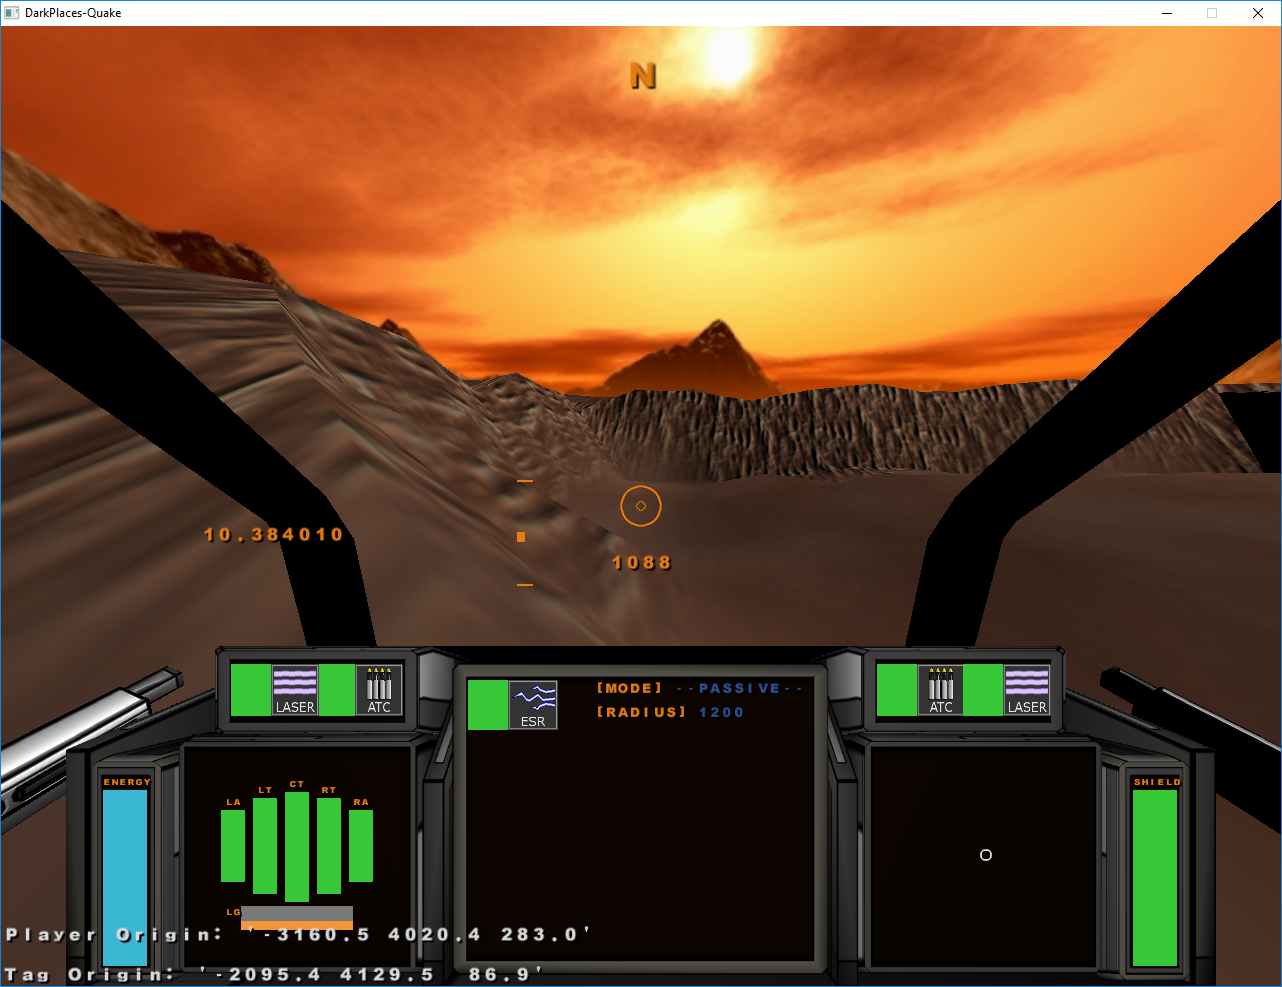 DarkPlaces-Quake
N
10.384010
1088
LASER ATC
ESR
[MODE] --PASSIVE--
[RADIUS] 1200
ATC LASER
ENERGY
LA LT CT RT RA
LG
SHIELD
Player Origin: '-3160.5 4020.4 283.0'
Tag Origin: '-2095.4 4129.5 86.9'